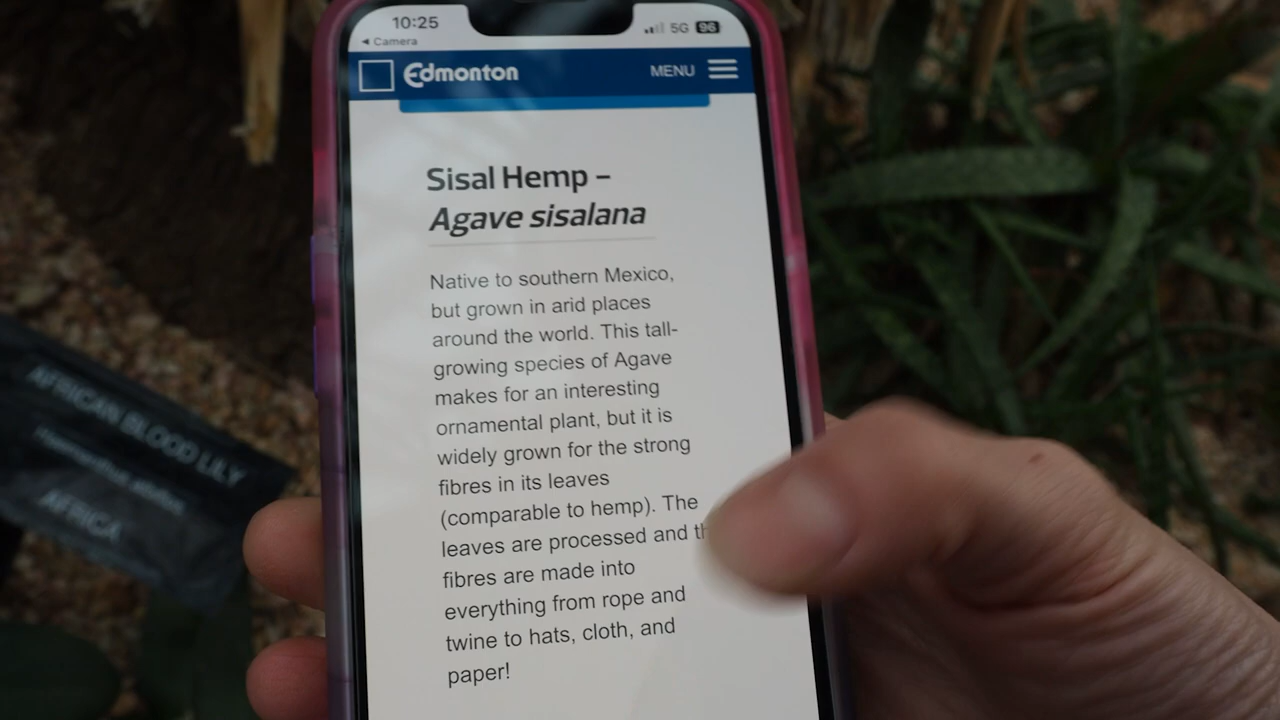 10:25
5G 96
◄ Camera
Edmonton
MENU
Sisal Hemp –
Agave sisalana
Native to southern Mexico,
but grown in arid places
around the world. This tall-
growing species of Agave
makes for an interesting
ornamental plant, but it is
widely grown for the strong
fibres in its leaves
(comparable to hemp). The
leaves are processed and
fibres are made into
everything from rope and
twine to hats, cloth, and
paper!
AFRICAN BLOOD LILY
AFRICA